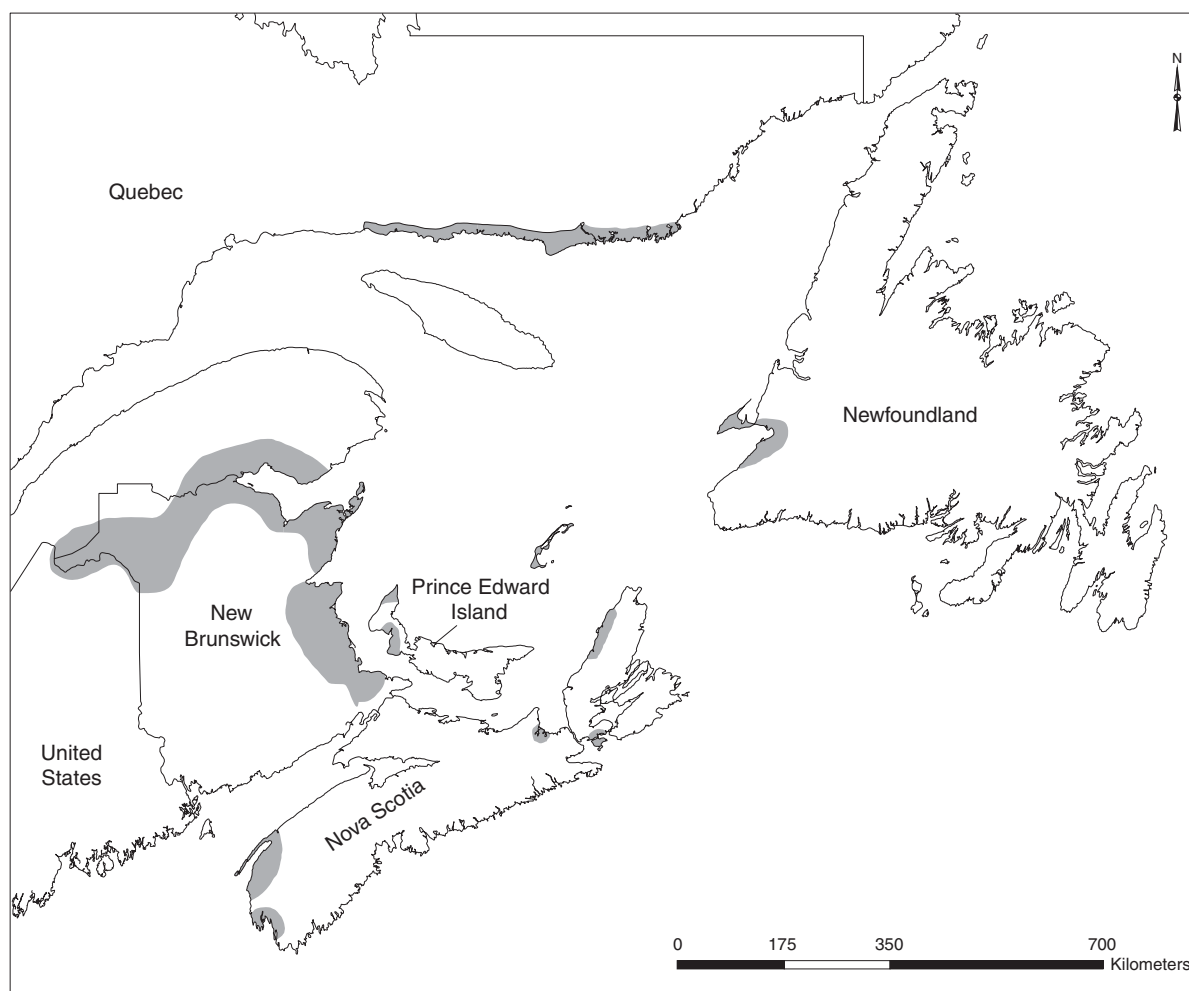 N
Quebec
Newfoundland
Prince Edward
Island
New
Brunswick
United
States
Nova Scotia
0 175 350 700
Kilometers